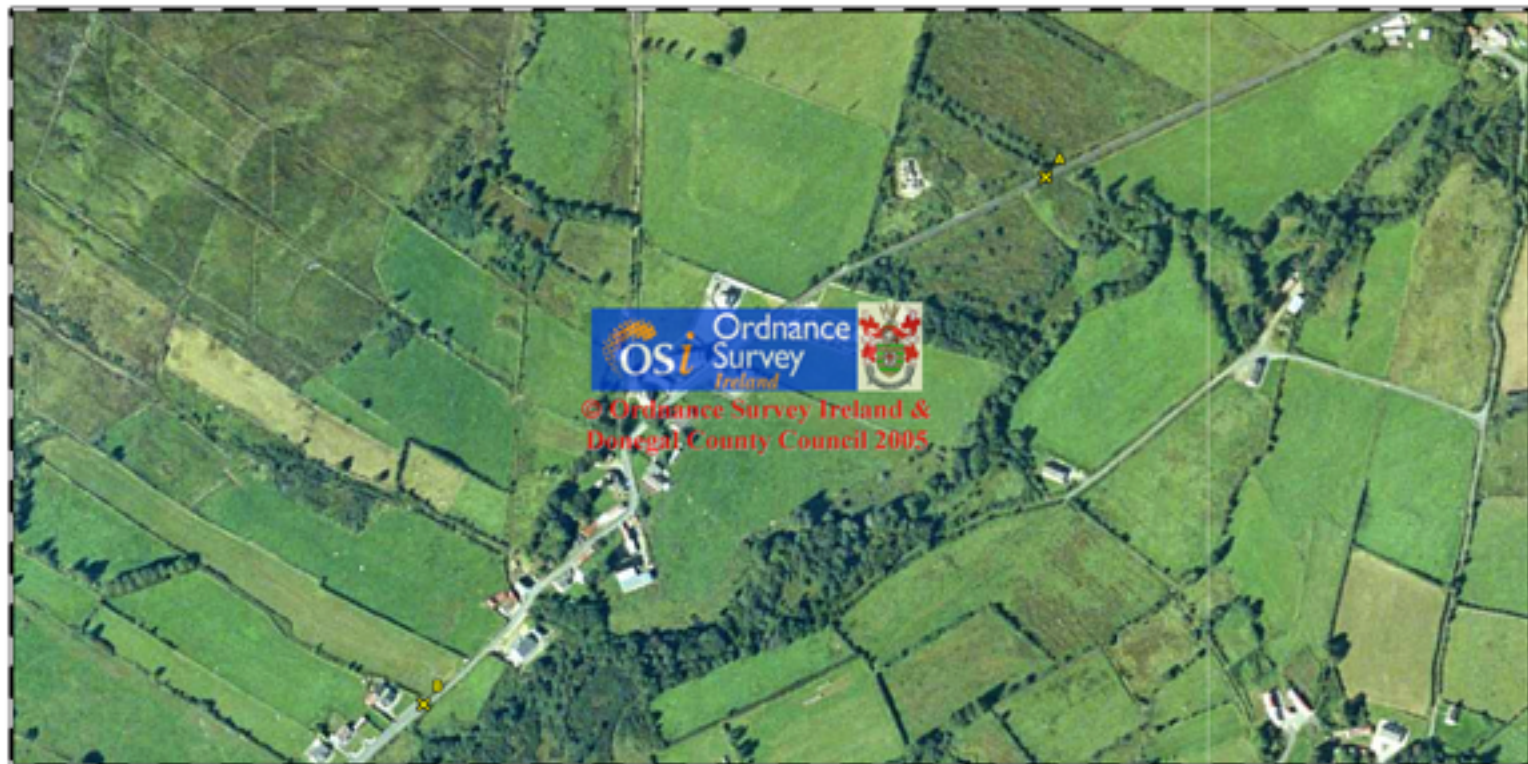 A
OSi
Ordnance
Survey
Ireland
© Ordnance Survey Ireland &
Donegal County Council 2005
B